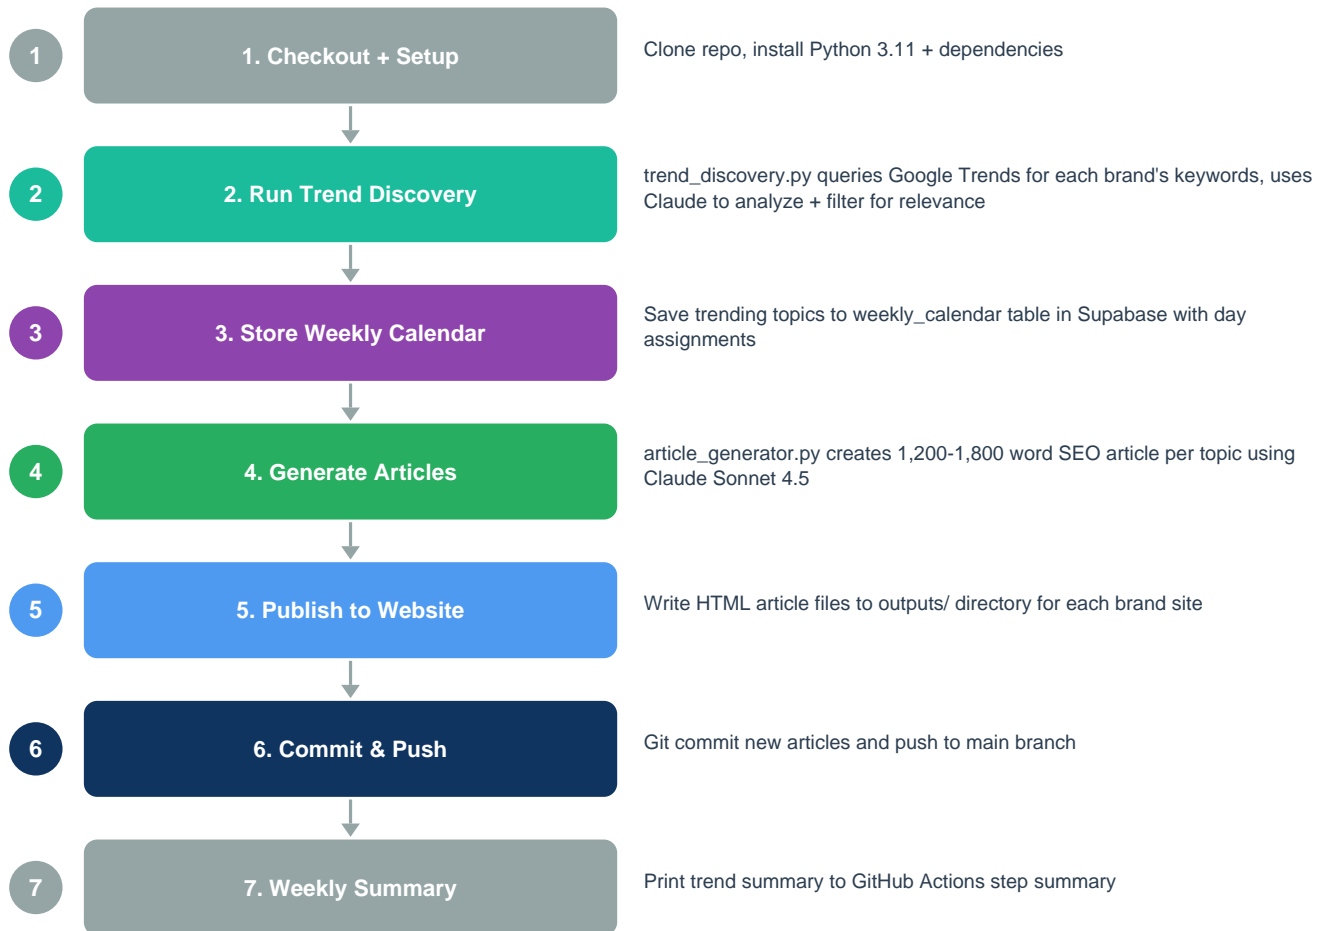 1
1. Checkout + Setup
Clone repo, install Python 3.11 + dependencies
2
2. Run Trend Discovery
trend_discovery.py queries Google Trends for each brand's keywords, uses
Claude to analyze + filter for relevance
3
3. Store Weekly Calendar
Save trending topics to weekly_calendar table in Supabase with day
assignments
4
4. Generate Articles
article_generator.py creates 1,200-1,800 word SEO article per topic using
Claude Sonnet 4.5
5
5. Publish to Website
Write HTML article files to outputs/ directory for each brand site
6
6. Commit & Push
Git commit new articles and push to main branch
7
7. Weekly Summary
Print trend summary to GitHub Actions step summary